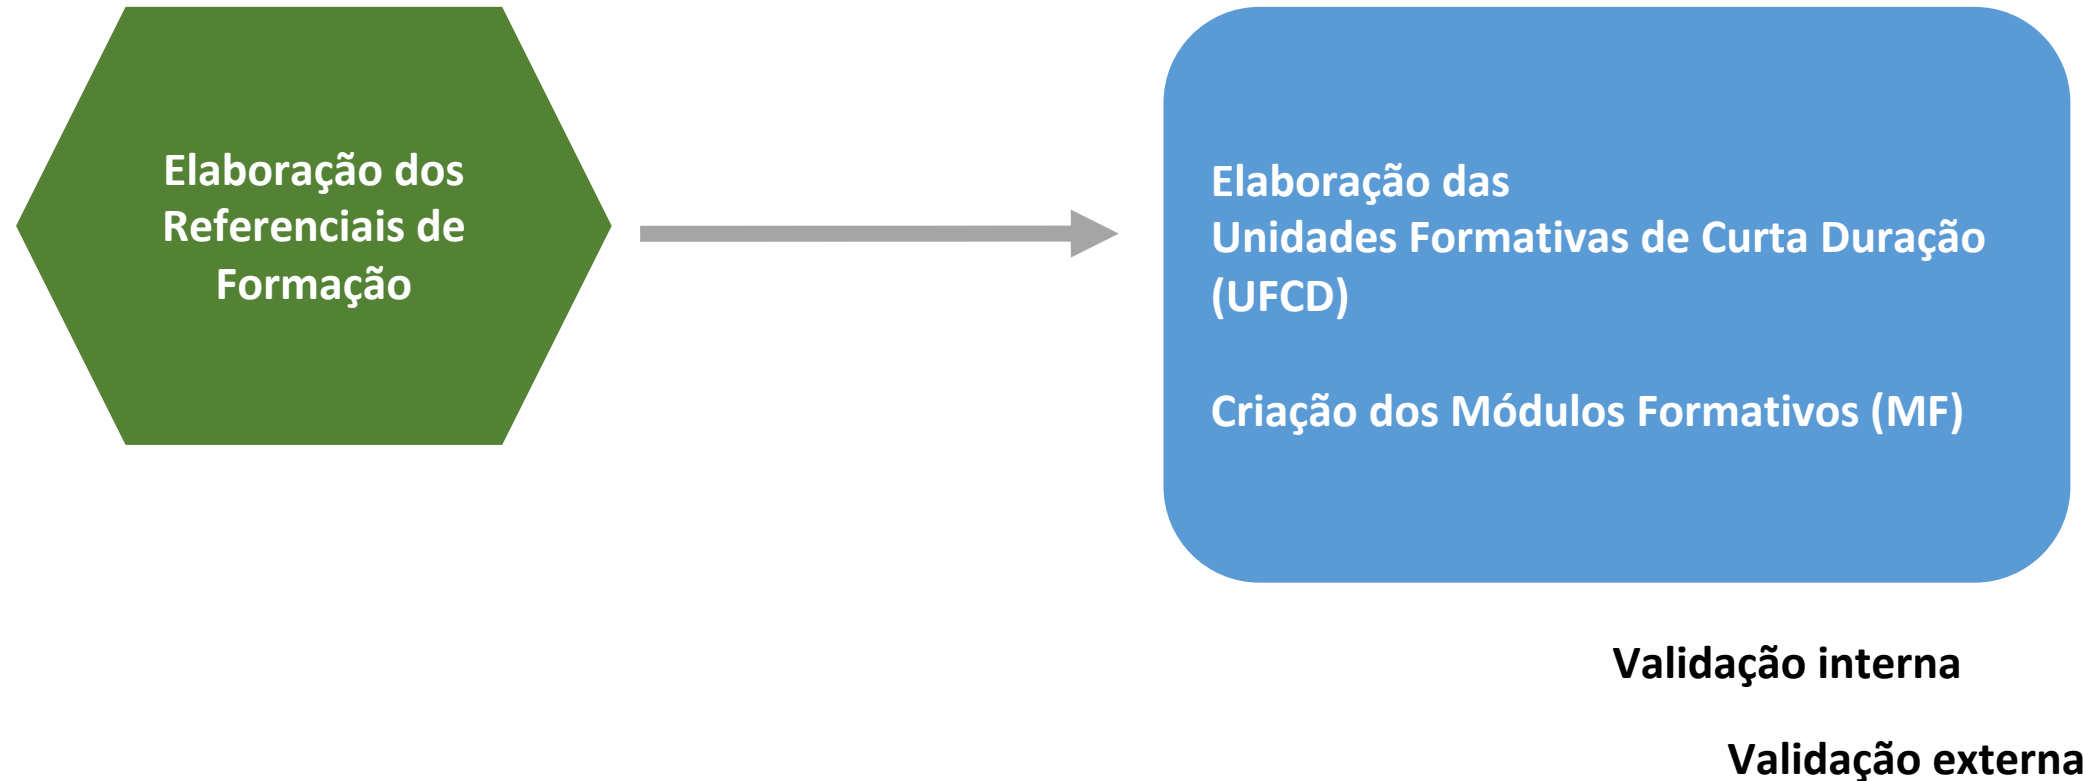 Elaboração dos
Referenciais de
Formação
Elaboração das
Unidades Formativas de Curta Duração
(UFCD)
Criação dos Módulos Formativos (MF)
Validação interna
Validação externa